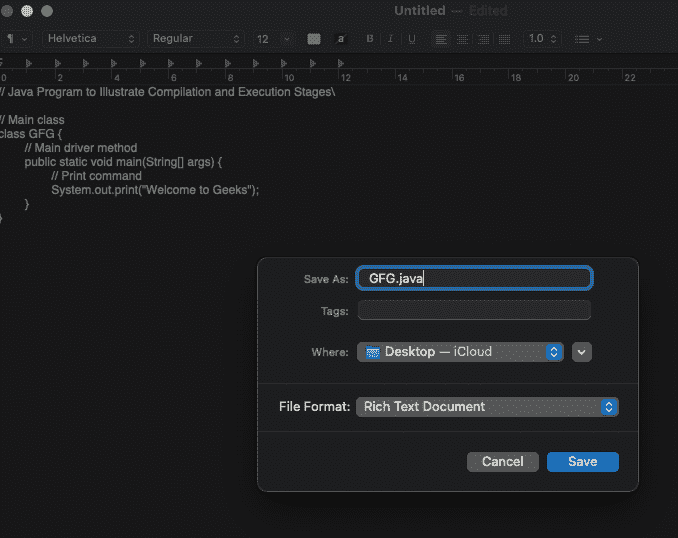 Untitled — Edited
¶ Helvetica Regular 12 a B I U 1.0
0 2 4 6 8 10 12 14 16 18 20 22
// Java Program to Illustrate Compilation and Execution Stages\
// Main class
class GFG {
// Main driver method
public static void main(String[] args) {
// Print command
System.out.print("Welcome to Geeks");
}
}
Save As: GFG.java
Tags:
Where: Desktop — iCloud
File Format: Rich Text Document
Cancel Save